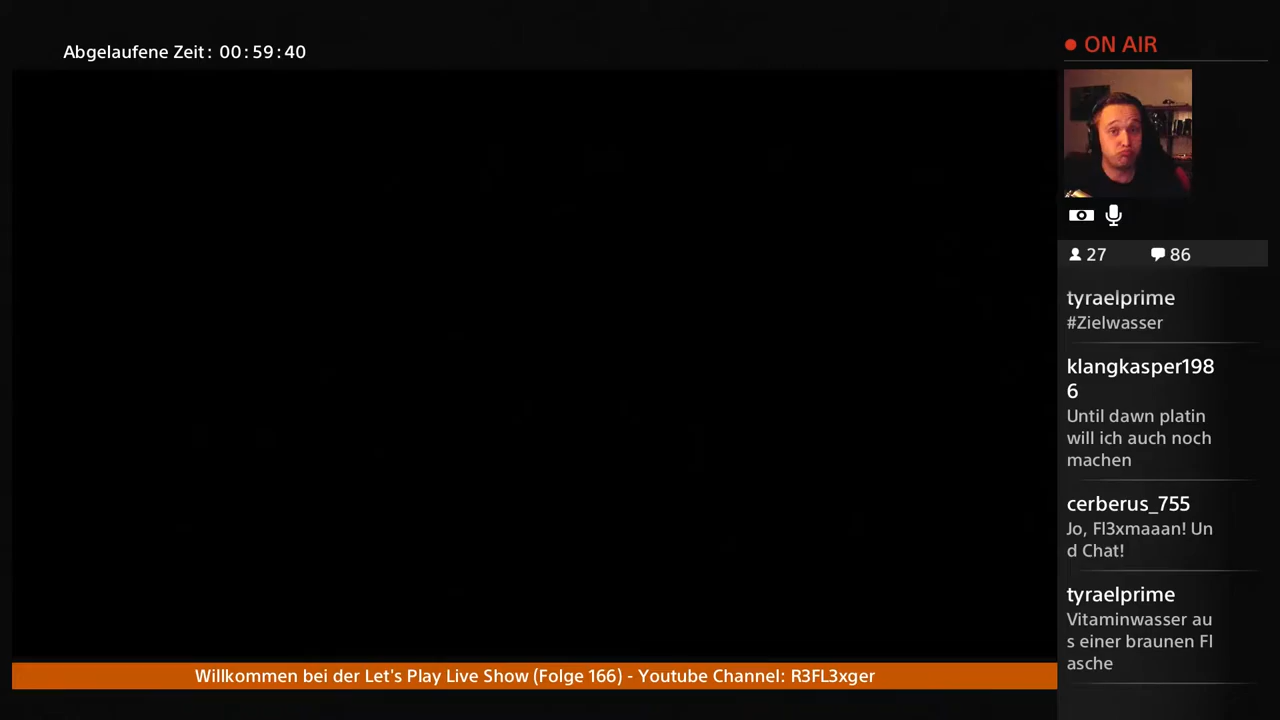 Abgelaufene Zeit: 00:59:40
ON AIR
27 86
tyraelprime
#Zielwasser
klangkasper198
6
Until dawn platin
will ich auch noch
machen
cerberus_755
Jo, Fl3xmaaan! Un
d Chat!
tyraelprime
Vitaminwasser au
s einer braunen Fl
asche
Willkommen bei der Let's Play Live Show (Folge 166) - Youtube Channel: R3FL3xger